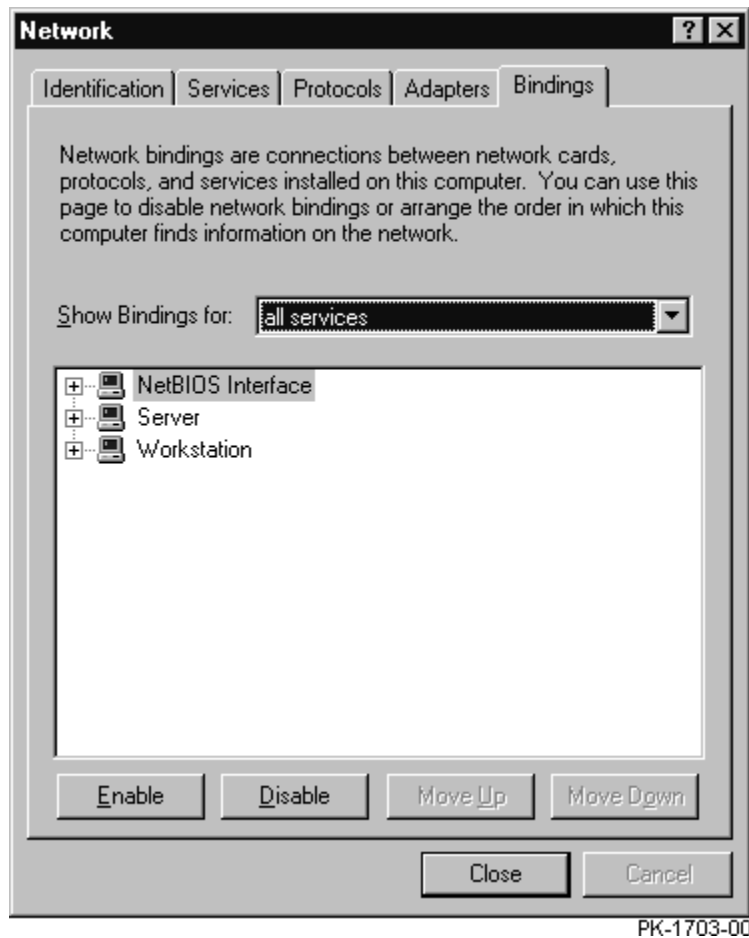 Network
Identification Services Protocols Adapters Bindings
Network bindings are connections between network cards,
protocols, and services installed on this computer. You can use this
page to disable network bindings or arrange the order in which this
computer finds information on the network.
Show Bindings for: all services
NetBIOS Interface
Server
Workstation
Enable Disable Move Up Move Down
Close Cancel
PK-1703-00